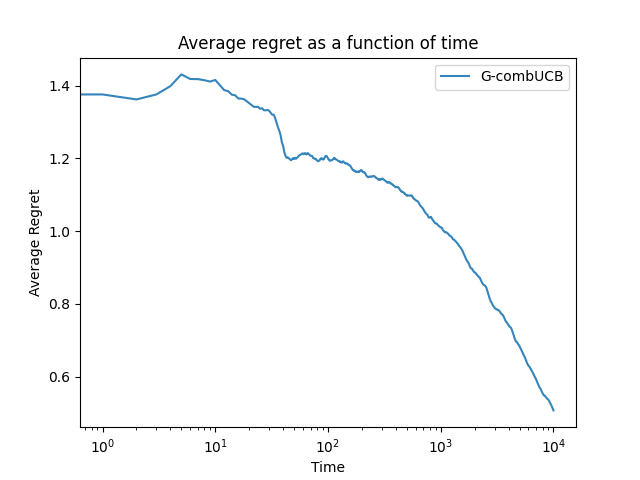 Average regret as a function of time
G-combUCB
Average Regret
1.4
1.2
1.0
0.8
0.6
10⁰
10¹
10²
10³
10⁴
Time